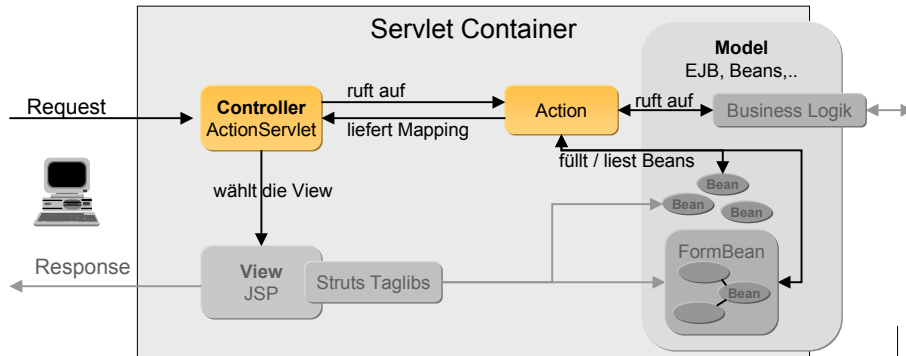 Servlet Container
Model
EJB, Beans,..
Request
Controller
ActionServlet
ruft auf
liefert Mapping
Action
ruft auf
Business Logik
füllt / liest Beans
wählt die View
Bean
Bean
Bean
Response
View
JSP
Struts Taglibs
FormBean
Bean